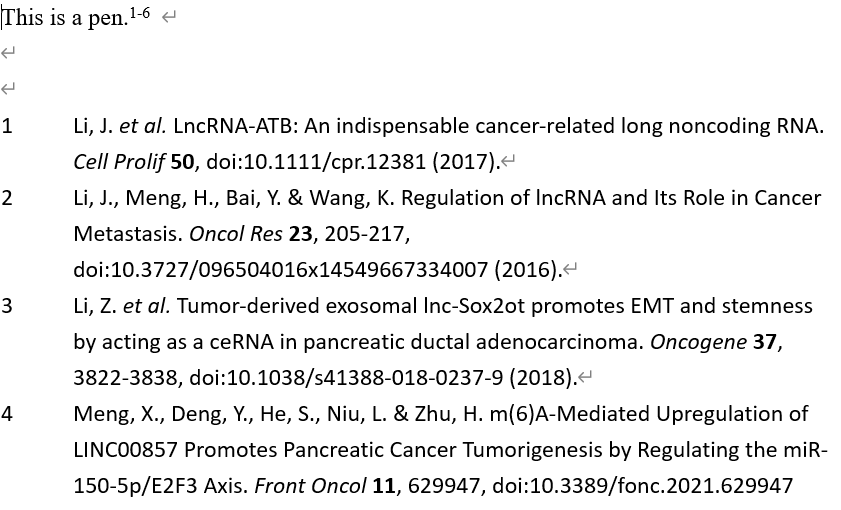 This is a pen.1-6 ↵
↵
↵
1 Li, J. et al. LncRNA-ATB: An indispensable cancer-related long noncoding RNA.
Cell Prolif 50, doi:10.1111/cpr.12381 (2017).↵
2 Li, J., Meng, H., Bai, Y. & Wang, K. Regulation of lncRNA and Its Role in Cancer
Metastasis. Oncol Res 23, 205-217,
doi:10.3727/096504016x14549667334007 (2016).↵
3 Li, Z. et al. Tumor-derived exosomal lnc-Sox2ot promotes EMT and stemness
by acting as a ceRNA in pancreatic ductal adenocarcinoma. Oncogene 37,
3822-3838, doi:10.1038/s41388-018-0237-9 (2018).↵
4 Meng, X., Deng, Y., He, S., Niu, L. & Zhu, H. m(6)A-Mediated Upregulation of
LINC00857 Promotes Pancreatic Cancer Tumorigenesis by Regulating the miR-
150-5p/E2F3 Axis. Front Oncol 11, 629947, doi:10.3389/fonc.2021.629947